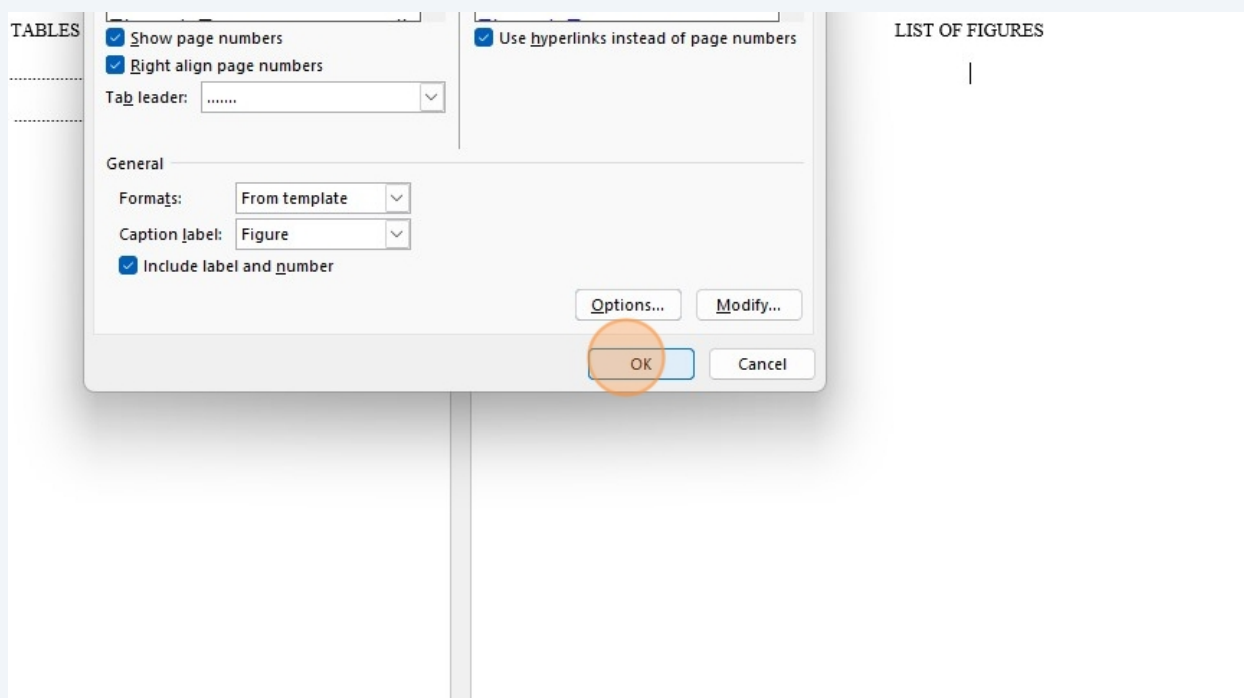 TABLES
Show page numbers
Right align page numbers
Tab leader: .......
Use hyperlinks instead of page numbers
LIST OF FIGURES
General
Formats: From template
Caption label: Figure
Include label and number
Options... Modify...
OK Cancel